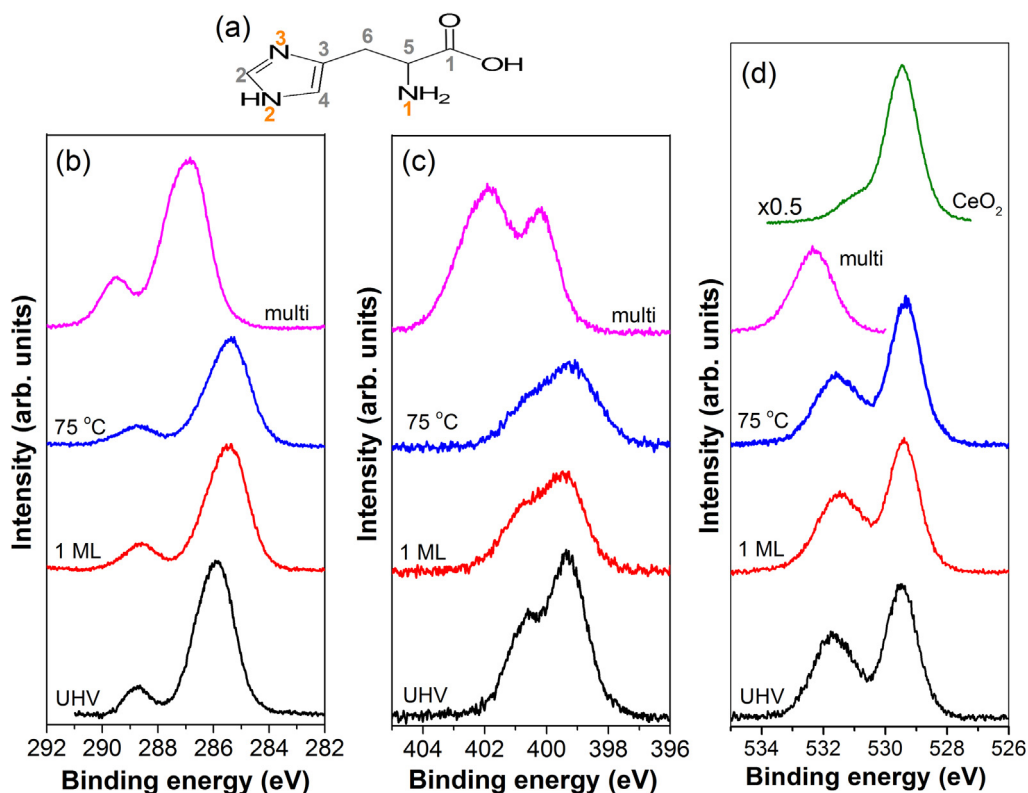 (a)
O
3
6
5
N
3
1
OH
2
HN
4
NH₂
2
1
(b)
multi
75 °C
1 ML
UHV
Intensity (arb. units)
292 290 288 286 284 282
Binding energy (eV)
(c)
multi
75 °C
1 ML
UHV
Intensity (arb. units)
404 402 400 398 396
Binding energy (eV)
(d)
x0.5
CeO₂
multi
75 °C
1 ML
UHV
Intensity (arb. units)
534 532 530 528 526
Binding energy (eV)